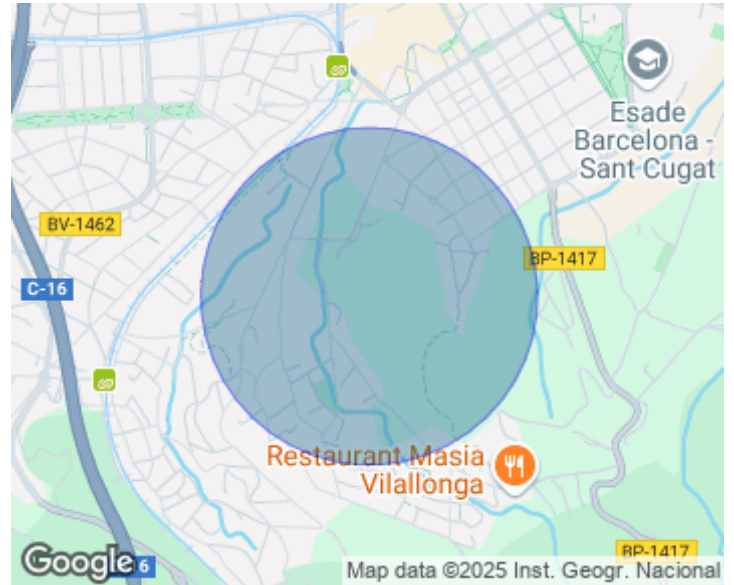 Esade
Barcelona -
Sant Cugat
BV-1462
BP-1417
C-16
Restaurant Masia
Vilallonga
BP-1417
Google
6
Map data ©2025 Inst. Geogr. Nacional